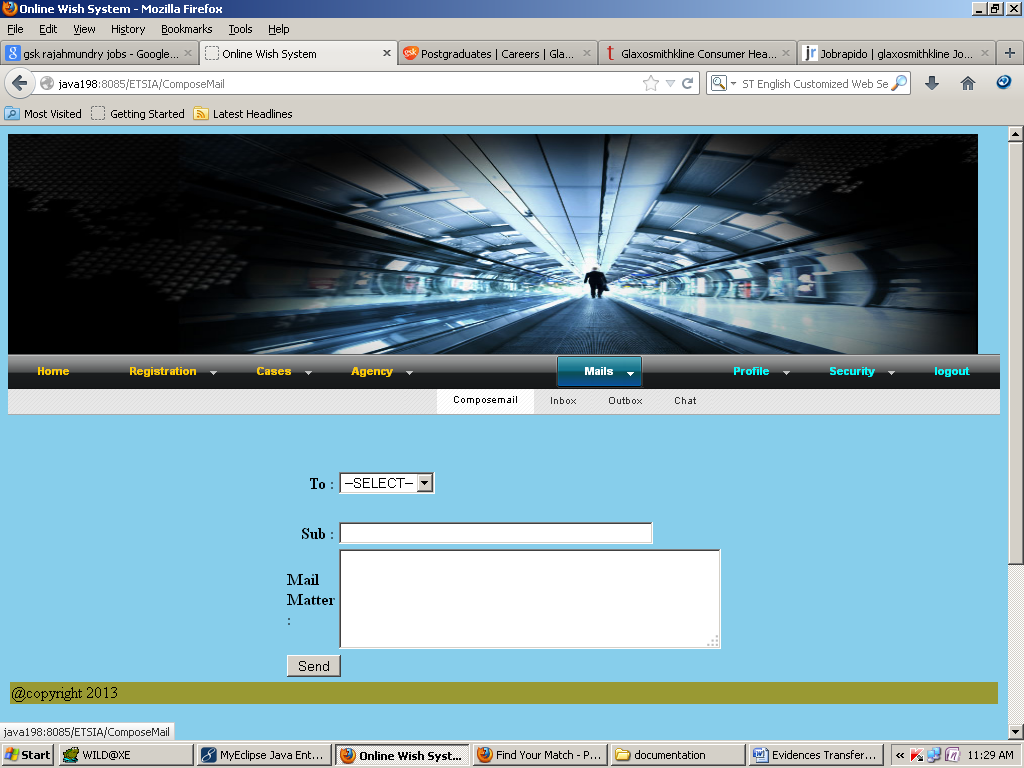 Online Wish System - Mozilla Firefox
File Edit View History Bookmarks Tools Help
gsk rajahmundry jobs - Google... Online Wish System Postgraduates | Careers | Gla... Glaxosmithkline Consumer Hea... Jobrapido | glaxosmithkline Jo...
java198:8085/ETSIA/ComposeMail ST English Customized Web Se
Most Visited Getting Started Latest Headlines
Home Registration Cases Agency Mails Profile Security logout
Composemail Inbox Outbox Chat
To : --SELECT--
Sub :
Mail
Matter
:
Send
@copyright 2013
java198:8085/ETSIA/ComposeMail
Start WILD@XE MyEclipse Java Ent... Online Wish Syst... Find Your Match - P... documentation Evidences Transfer... « 11:29 AM